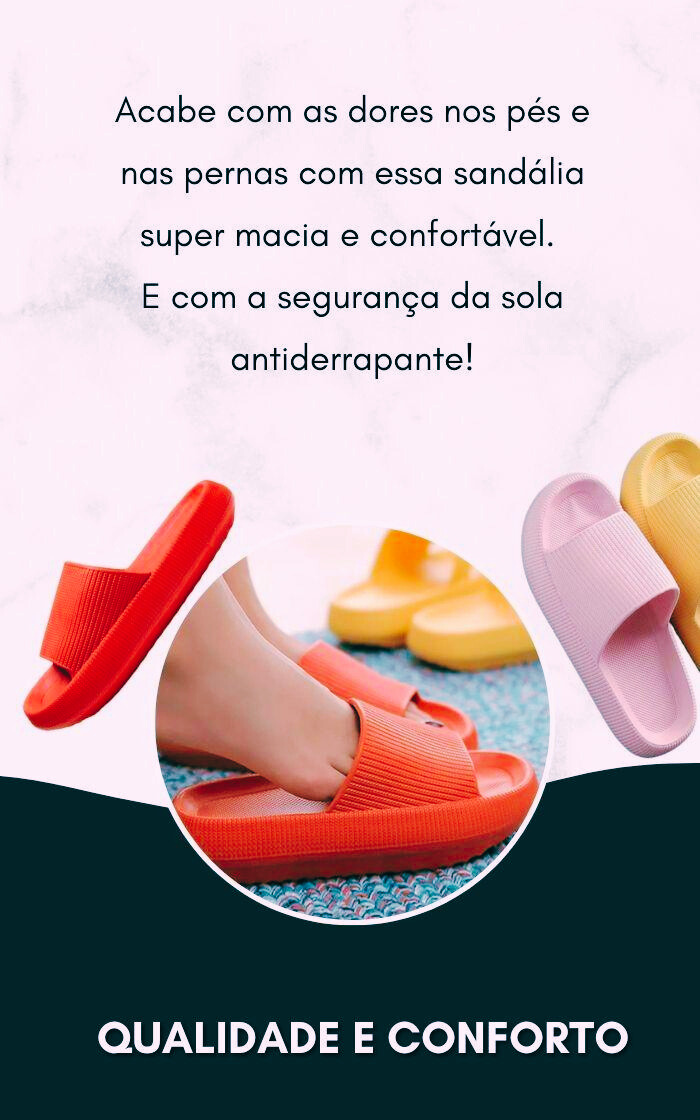 Acabe com as dores nos pés e
nas pernas com essa sandália
super macia e confortável.
E com a segurança da sola
antiderrapante!
QUALIDADE E CONFORTO